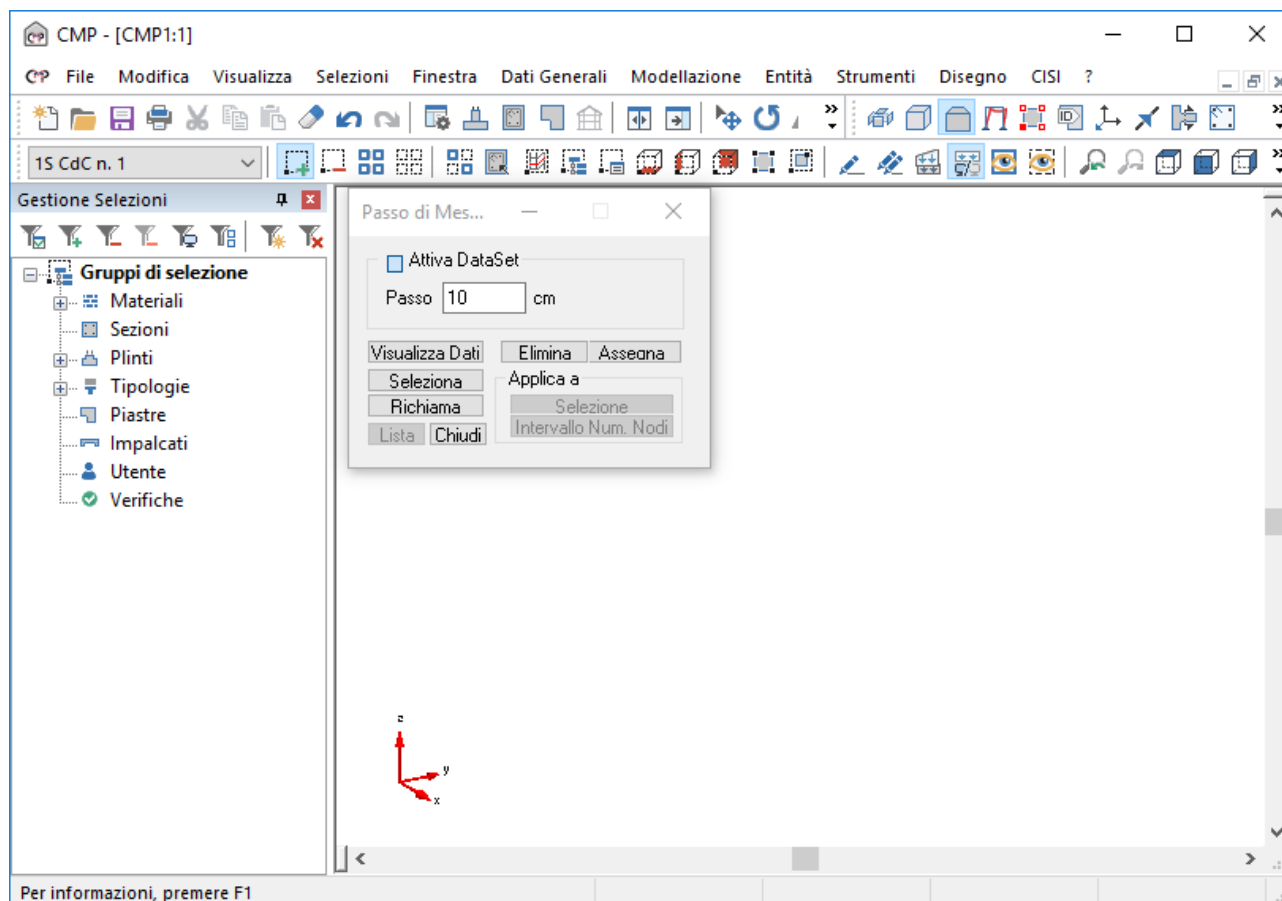 CMP - [CMP1:1]
File Modifica Visualizza Selezioni Finestra Dati Generali Modellazione Entità Strumenti Disegno CISI ?
1S CdC n. 1
Gestione Selezioni
Gruppi di selezione
Materiali
Sezioni
Plinti
Tipologie
Piastre
Impalcati
Utente
Verifiche
Passo di Mes...
Attiva DataSet
Passo 10 cm
Visualizza Dati Elimina Assegna
Seleziona Applica a
Richiama Selezione
Lista Chiudi Intervallo Num. Nodi
z
y
x
Per informazioni, premere F1